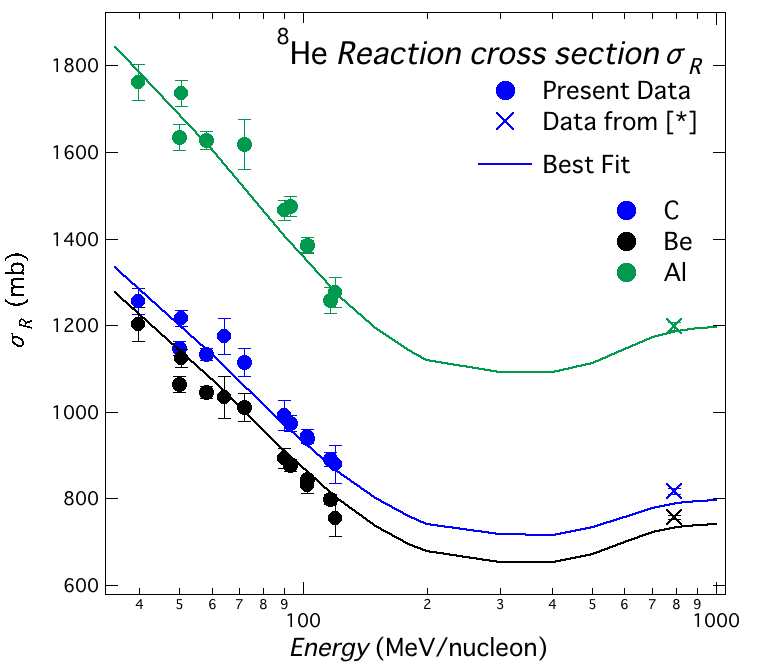 ⁸He Reaction cross section σ_R
Present Data
Data from [*]
Best Fit
C
Be
Al
σ_R (mb)
1800
1600
1400
1200
1000
800
600
4 5 6 7 8 9 100 2 3 4 5 6 7 8 9 1000
Energy (MeV/nucleon)